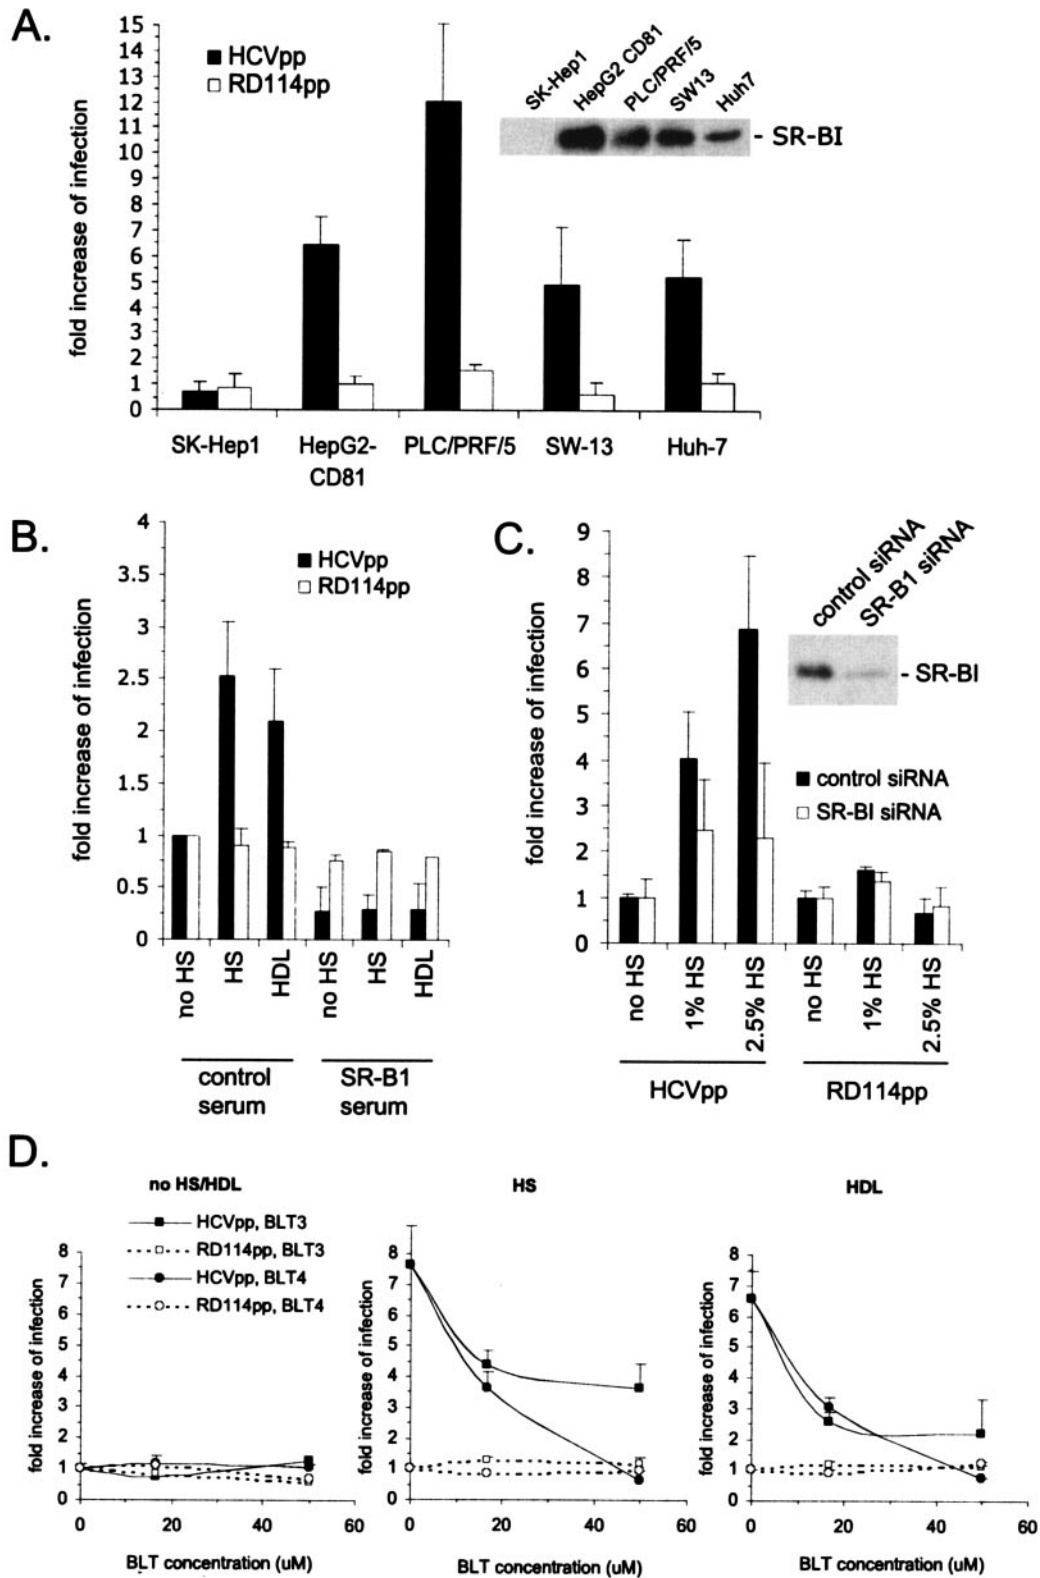 A.
15
14
13
12
11
10
9
8
7
6
5
4
3
2
1
0
fold increase of infection
HCVpp
RD114pp
SK-Hep1
HepG2 CD81
PLC/PRF/5
SW13
Huh7
- SR-BI
SK-Hep1
HepG2-
CD81
PLC/PRF/5
SW-13
Huh-7
B.
4
3.5
3
2.5
2
1.5
1
0.5
0
fold increase of infection
HCVpp
RD114pp
no HS
HS
HDL
no HS
HS
HDL
control
serum
SR-B1
serum
C.
9
8
7
6
5
4
3
2
1
0
fold increase of infection
control siRNA
SR-B1 siRNA
- SR-BI
control siRNA
SR-BI siRNA
no HS
1% HS
2.5% HS
no HS
1% HS
2.5% HS
HCVpp
RD114pp
D.
no HS/HDL
HCVpp, BLT3
RD114pp, BLT3
HCVpp, BLT4
RD114pp, BLT4
8
7
6
5
4
3
2
1
0
fold increase of infection
0 20 40 60
BLT concentration (uM)
HS
8
7
6
5
4
3
2
1
0
fold increase of infection
0 20 40 60
BLT concentration (uM)
HDL
8
7
6
5
4
3
2
1
0
fold increase of infection
0 20 40 60
BLT concentration (uM)